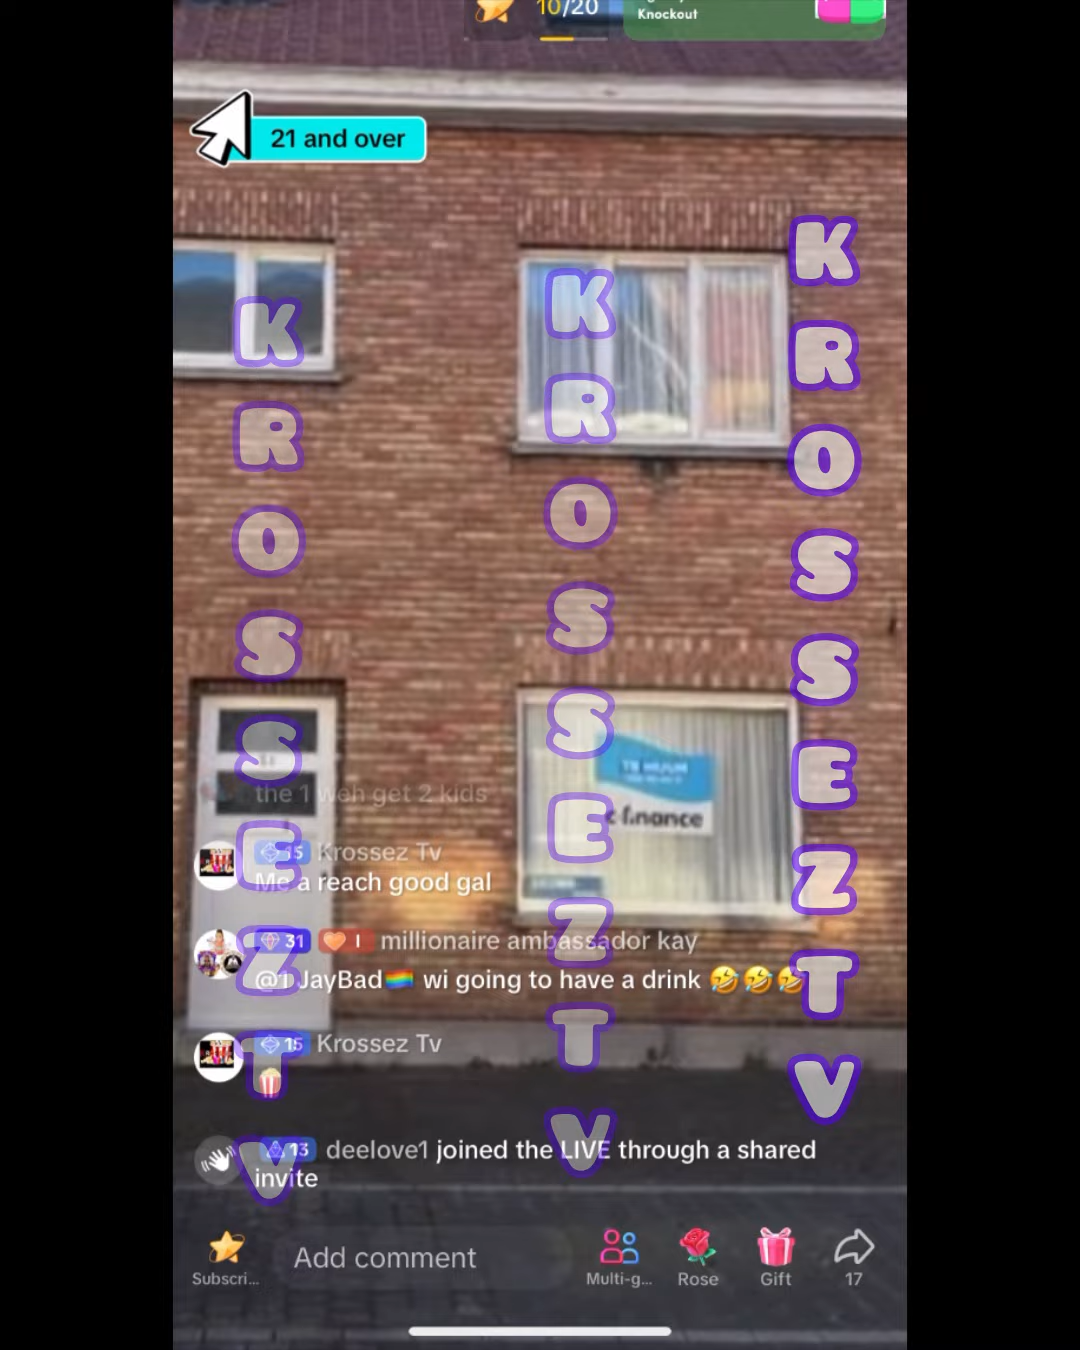 10/20
Knockout
21 and over
KROSSEZTV
KROSSEZTV
KROSSEZTV
TE HUUR
finance
the 1 weh get 2 kids
15 Krossez Tv
Me a reach good gal
31 I millionaire ambassador kay
@1JayBad🏳️‍🌈 wi going to have a drink 🤣🤣🤣
15 Krossez Tv
🍿
13 deelove1 joined the LIVE through a shared
invite
Subscri...
Add comment
Multi-g...
Rose
Gift
17